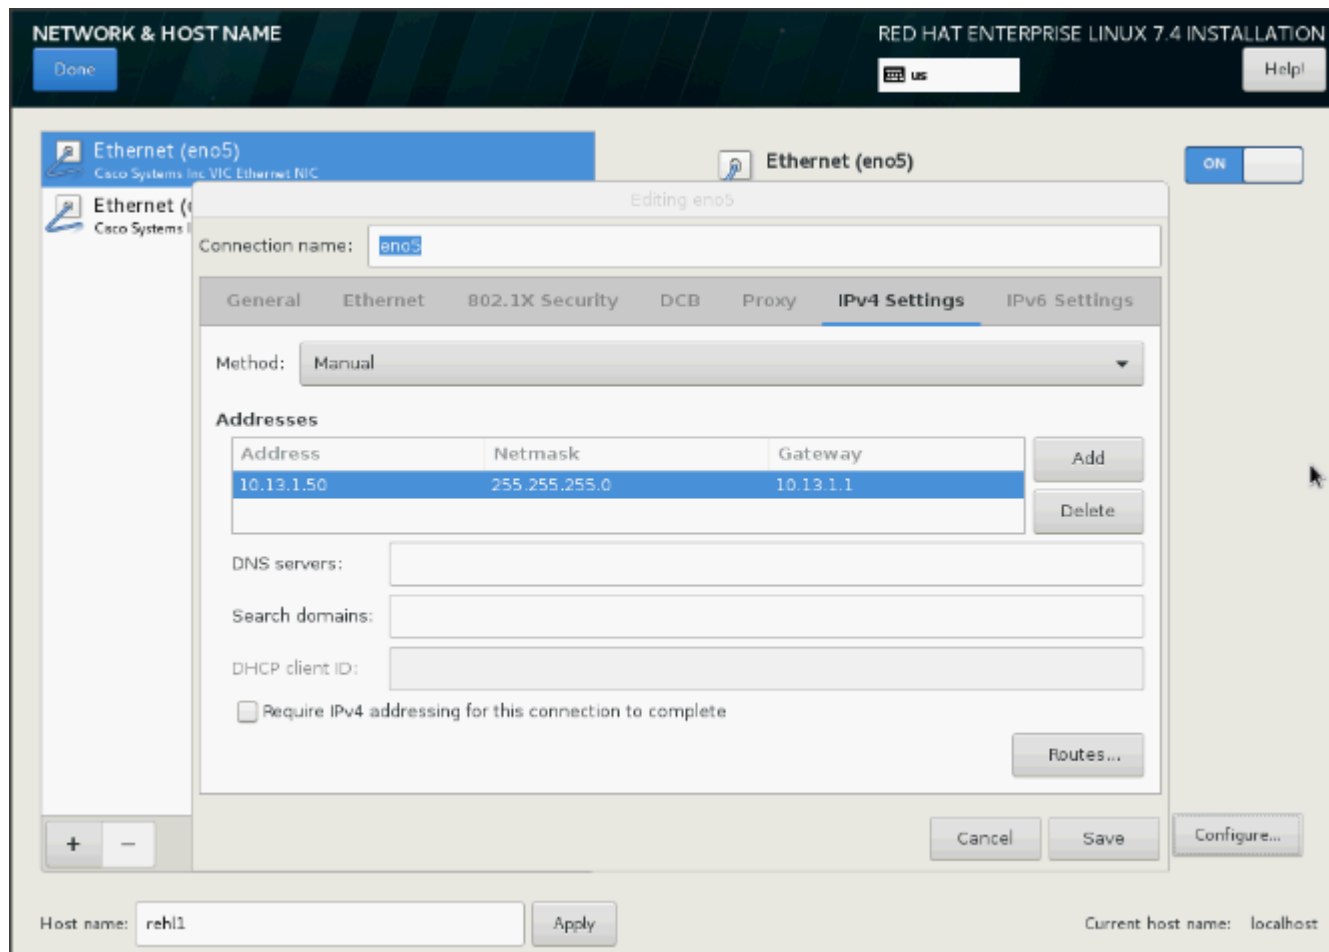 NETWORK & HOST NAME
RED HAT ENTERPRISE LINUX 7.4 INSTALLATION
Done
us
Help!
Ethernet (eno5)
Cisco Systems Inc VIC Ethernet NIC
Ethernet (eno5)
ON
Ethernet (
Cisco Systems I
Editing eno5
Connection name: eno5
General Ethernet 802.1X Security DCB Proxy IPv4 Settings IPv6 Settings
Method: Manual
Addresses
Address Netmask Gateway
10.13.1.50 255.255.255.0 10.13.1.1
Add
Delete
DNS servers:
Search domains:
DHCP client ID:
Require IPv4 addressing for this connection to complete
Routes...
+ − Cancel Save Configure...
Host name: rehl1 Apply Current host name: localhost